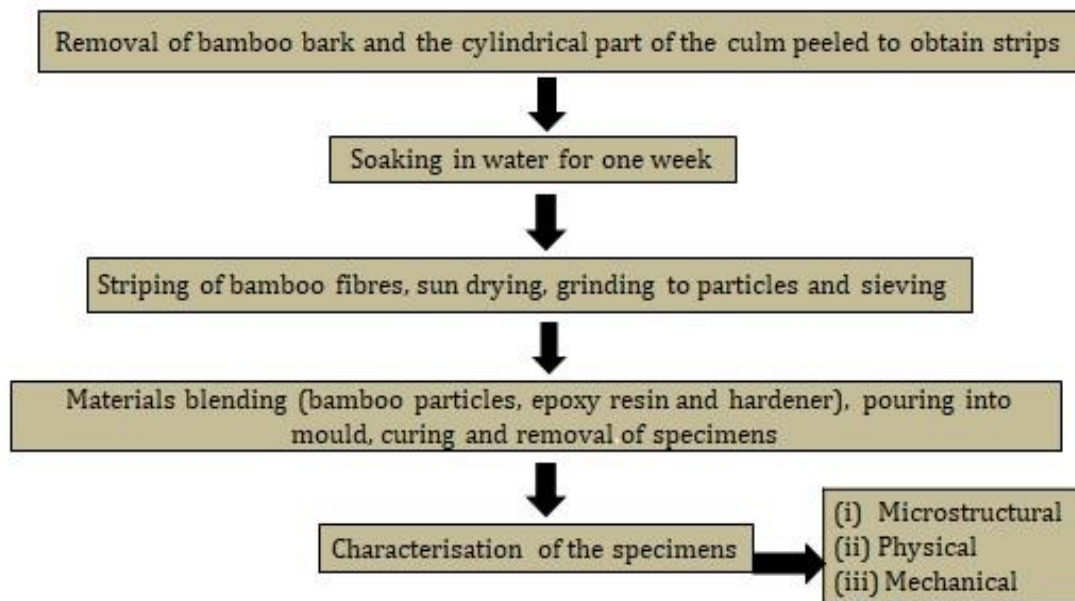 Removal of bamboo bark and the cylindrical part of the culm peeled to obtain strips
Soaking in water for one week
Striping of bamboo fibres, sun drying, grinding to particles and sieving
Materials blending (bamboo particles, epoxy resin and hardener), pouring into
mould, curing and removal of specimens
Characterisation of the specimens
(i) Microstructural
(ii) Physical
(iii) Mechanical